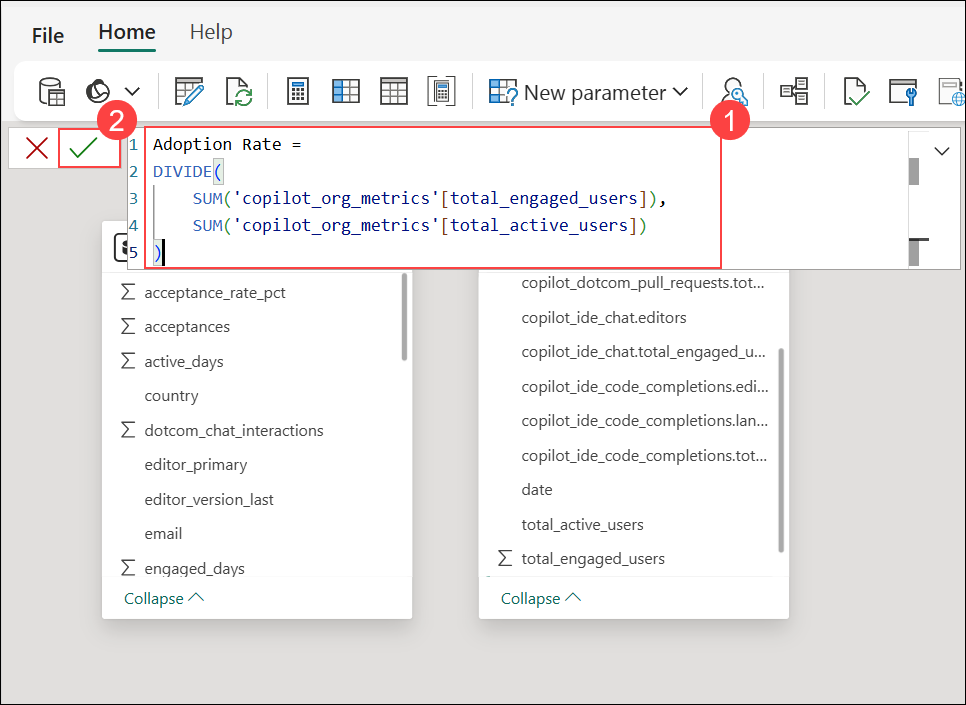 File Home Help
New parameter
2
1
1 Adoption Rate =
2 DIVIDE(
3 SUM('copilot_org_metrics'[total_engaged_users]),
4 SUM('copilot_org_metrics'[total_active_users])
5 )
acceptance_rate_pct
acceptances
active_days
country
dotcom_chat_interactions
editor_primary
editor_version_last
email
engaged_days
Collapse
copilot_dotcom_pull_requests.tot...
copilot_ide_chat.editors
copilot_ide_chat.total_engaged_u...
copilot_ide_code_completions.edi...
copilot_ide_code_completions.lan...
copilot_ide_code_completions.tot...
date
total_active_users
total_engaged_users
Collapse